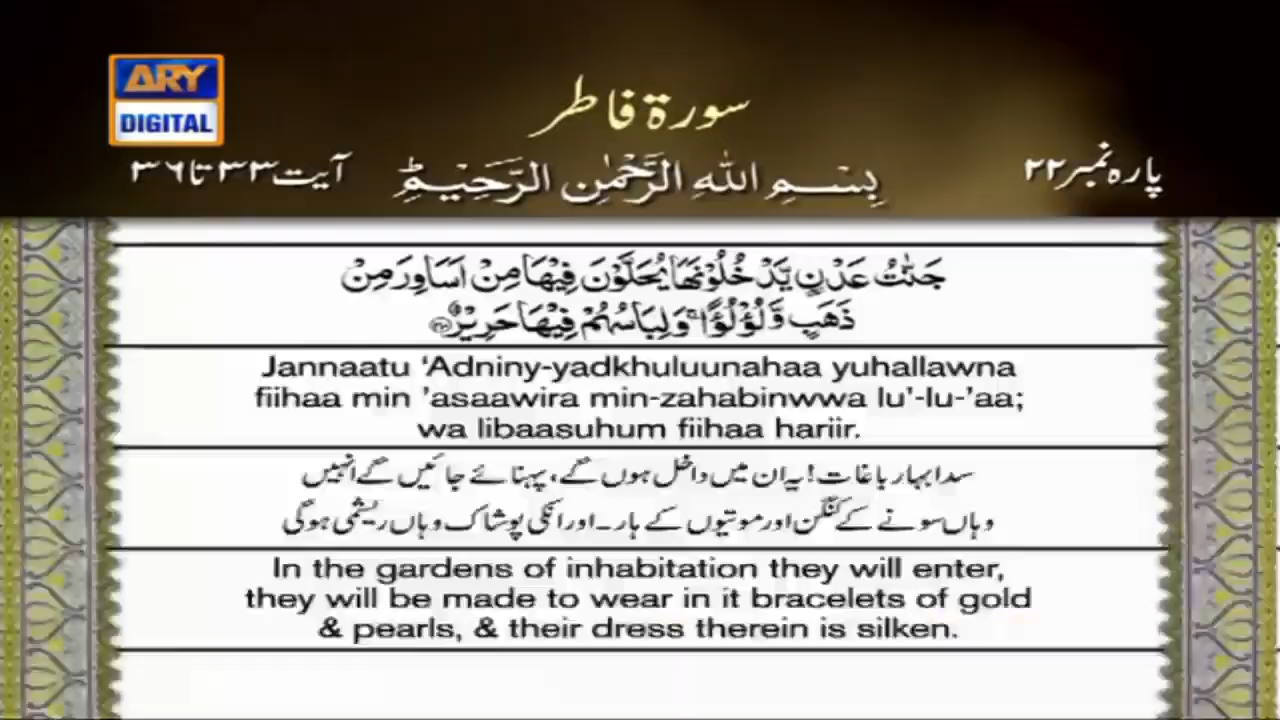 ARY
DIGITAL
سورۃ فاطر
پارہ نمبر ۲۲
بِسْمِ اللهِ الرَّحْمٰنِ الرَّحِيْمِ
آیت ۳۳ تا ۳۶
جَنّٰتُ عَدْنٍ يَّدْخُلُوْنَهَا يُحَلَّوْنَ فِيْهَا مِنْ اَسَاوِرَ مِنْ
ذَهَبٍ وَّلُؤْلُؤًا ۚ وَلِبَاسُهُمْ فِيْهَا حَرِيْرٌ ﴿۳۳﴾
Jannaatu ‘Adniny-yadkhuluunahaa yuhallawna
fiihaa min ’asaawira min-zahabinwwa lu’-lu-’aa;
wa libaasuhum fiihaa hariir.
سدا بہار باغات! یہ ان میں داخل ہوں گے، پہنائے جائیں گے انہیں
وہاں سونے کے کنگن اور موتیوں کے ہار۔ اور انکی پوشاک وہاں ریشمی ہوگی
In the gardens of inhabitation they will enter,
they will be made to wear in it bracelets of gold
& pearls, & their dress therein is silken.